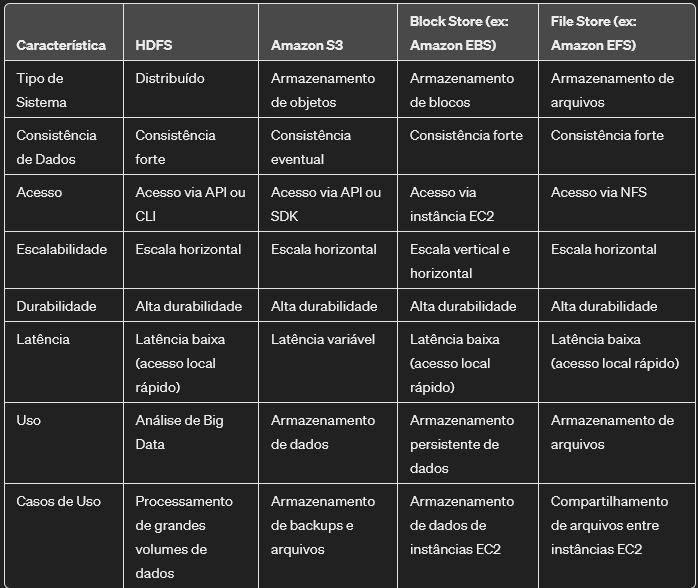 Característica
HDFS
Amazon S3
Block Store (ex:
Amazon EBS)
File Store (ex:
Amazon EFS)
Tipo de
Sistema
Distribuído
Armazenamento
de objetos
Armazenamento
de blocos
Armazenamento de
arquivos
Consistência
de Dados
Consistência
forte
Consistência
eventual
Consistência forte
Consistência forte
Acesso
Acesso via API ou
CLI
Acesso via API ou
SDK
Acesso via
instância EC2
Acesso via NFS
Escalabilidade
Escala horizontal
Escala horizontal
Escala vertical e
horizontal
Escala horizontal
Durabilidade
Alta durabilidade
Alta durabilidade
Alta durabilidade
Alta durabilidade
Latência
Latência baixa
(acesso local
rápido)
Latência variável
Latência baixa
(acesso local
rápido)
Latência baixa
(acesso local rápido)
Uso
Análise de Big
Data
Armazenamento
de dados
Armazenamento
persistente de
dados
Armazenamento de
arquivos
Casos de Uso
Processamento
de grandes
volumes de
dados
Armazenamento
de backups e
arquivos
Armazenamento
de dados de
instâncias EC2
Compartilhamento
de arquivos entre
instâncias EC2